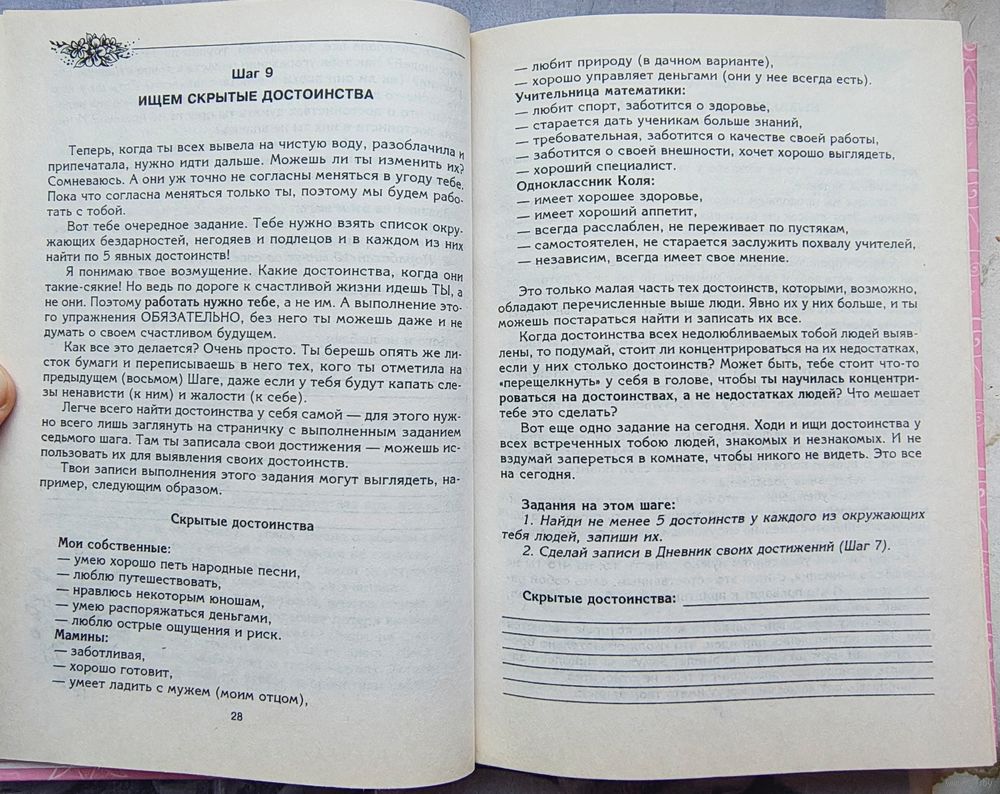 Шаг 9
ИЩЕМ СКРЫТЫЕ ДОСТОИНСТВА
Теперь, когда ты всех вывела на чистую воду, разоблачила и
припечатала, нужно идти дальше. Можешь ли ты изменить их?
Сомневаюсь. А они уж точно не согласны меняться в угоду тебе.
Пока что согласна меняться только ты, поэтому мы будем рабо-
тать с тобой.
Вот тебе очередное задание. Тебе нужно взять список окру-
жающих бездарностей, негодяев и подлецов и в каждом из них
найти по 5 явных достоинств!
Я понимаю твое возмущение. Какие достоинства, когда они
такие-сякие! Но ведь по дороге к счастливой жизни идешь ТЫ, а
не они. Поэтому работать нужно тебе, а не им. А выполнение это-
го упражнения ОБЯЗАТЕЛЬНО, без него ты можешь даже и не
думать о своем счастливом будущем.
Как все это делается? Очень просто. Ты берешь опять же ли-
сток бумаги и переписываешь в него тех, кого ты отметила на
предыдущем (восьмом) Шаге, даже если у тебя будут капать сле-
зы ненависти (к ним) и жалости (к себе).
Легче всего найти достоинства у себя самой — для этого нуж-
но всего лишь заглянуть на страничку с выполненным заданием
седьмого шага. Там ты записала свои достижения — можешь ис-
пользовать их для выявления своих достоинств.
Твои записи выполнения этого задания могут выглядеть, на-
пример, следующим образом.
Скрытые достоинства
Мои собственные:
— умею хорошо петь народные песни,
— люблю путешествовать,
— нравлюсь некоторым юношам,
— умею распоряжаться деньгами,
— люблю острые ощущения и риск.
Мамины:
— заботливая,
— хорошо готовит,
— умеет ладить с мужем (моим отцом),
28
— любит природу (в дачном варианте),
— хорошо управляет деньгами (они у нее всегда есть).
Учительница математики:
— любит спорт, заботится о здоровье,
— старается дать ученикам больше знаний,
— требовательная, заботится о качестве своей работы,
— заботится о своей внешности, хочет хорошо выглядеть,
— хороший специалист.
Одноклассник Коля:
— имеет хорошее здоровье,
— имеет хороший аппетит,
— всегда расслаблен, не переживает по пустякам,
— самостоятелен, не старается заслужить похвалу учителей,
— независим, всегда имеет свое мнение.
Это только малая часть тех достоинств, которыми, возможно,
обладают перечисленные выше люди. Явно их у них больше, и ты
можешь постараться найти и записать их все.
Когда достоинства всех недолюбливаемых тобой людей выяв-
лены, то подумай, стоит ли концентрироваться на их недостатках,
если у них столько достоинств? Может быть, тебе стоит что-то
«перещелкнуть» у себя в голове, чтобы ты научилась концентри-
роваться на достоинствах, а не недостатках людей? Что мешает
тебе это сделать?
Вот еще одно задание на сегодня. Ходи и ищи достоинства у
всех встреченных тобою людей, знакомых и незнакомых. И не
вздумай запереться в комнате, чтобы никого не видеть. Это все
на сегодня.
Задания на этом шаге:
1. Найди не менее 5 достоинств у каждого из окружающих
тебя людей, запиши их.
2. Сделай записи в Дневник своих достижений (Шаг 7).
Скрытые достоинства: